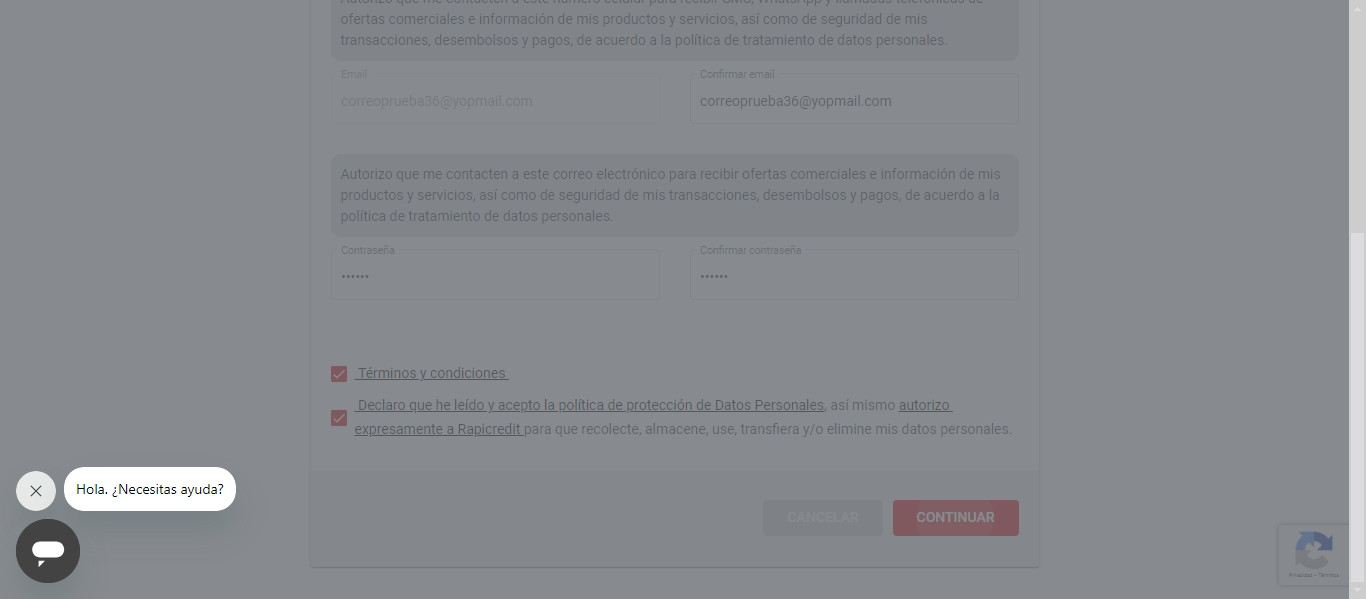 Autorizo que me contacten a este número celular para recibir SMS, WhatsApp y llamadas telefónicas de
ofertas comerciales e información de mis productos y servicios, así como de seguridad de mis
transacciones, desembolsos y pagos, de acuerdo a la política de tratamiento de datos personales.
Email
Confirmar email
correoprueba36@yopmail.com
correoprueba36@yopmail.com
Autorizo que me contacten a este correo electrónico para recibir ofertas comerciales e información de mis
productos y servicios, así como de seguridad de mis transacciones, desembolsos y pagos, de acuerdo a la
política de tratamiento de datos personales.
Contraseña
Confirmar contraseña
••••••
••••••
Términos y condiciones
Declaro que he leído y acepto la política de protección de Datos Personales, así mismo autorizo
expresamente a Rapicredit para que recolecte, almacene, use, transfiera y/o elimine mis datos personales.
Hola. ¿Necesitas ayuda?
CANCELAR
CONTINUAR
Privacidad - Términos